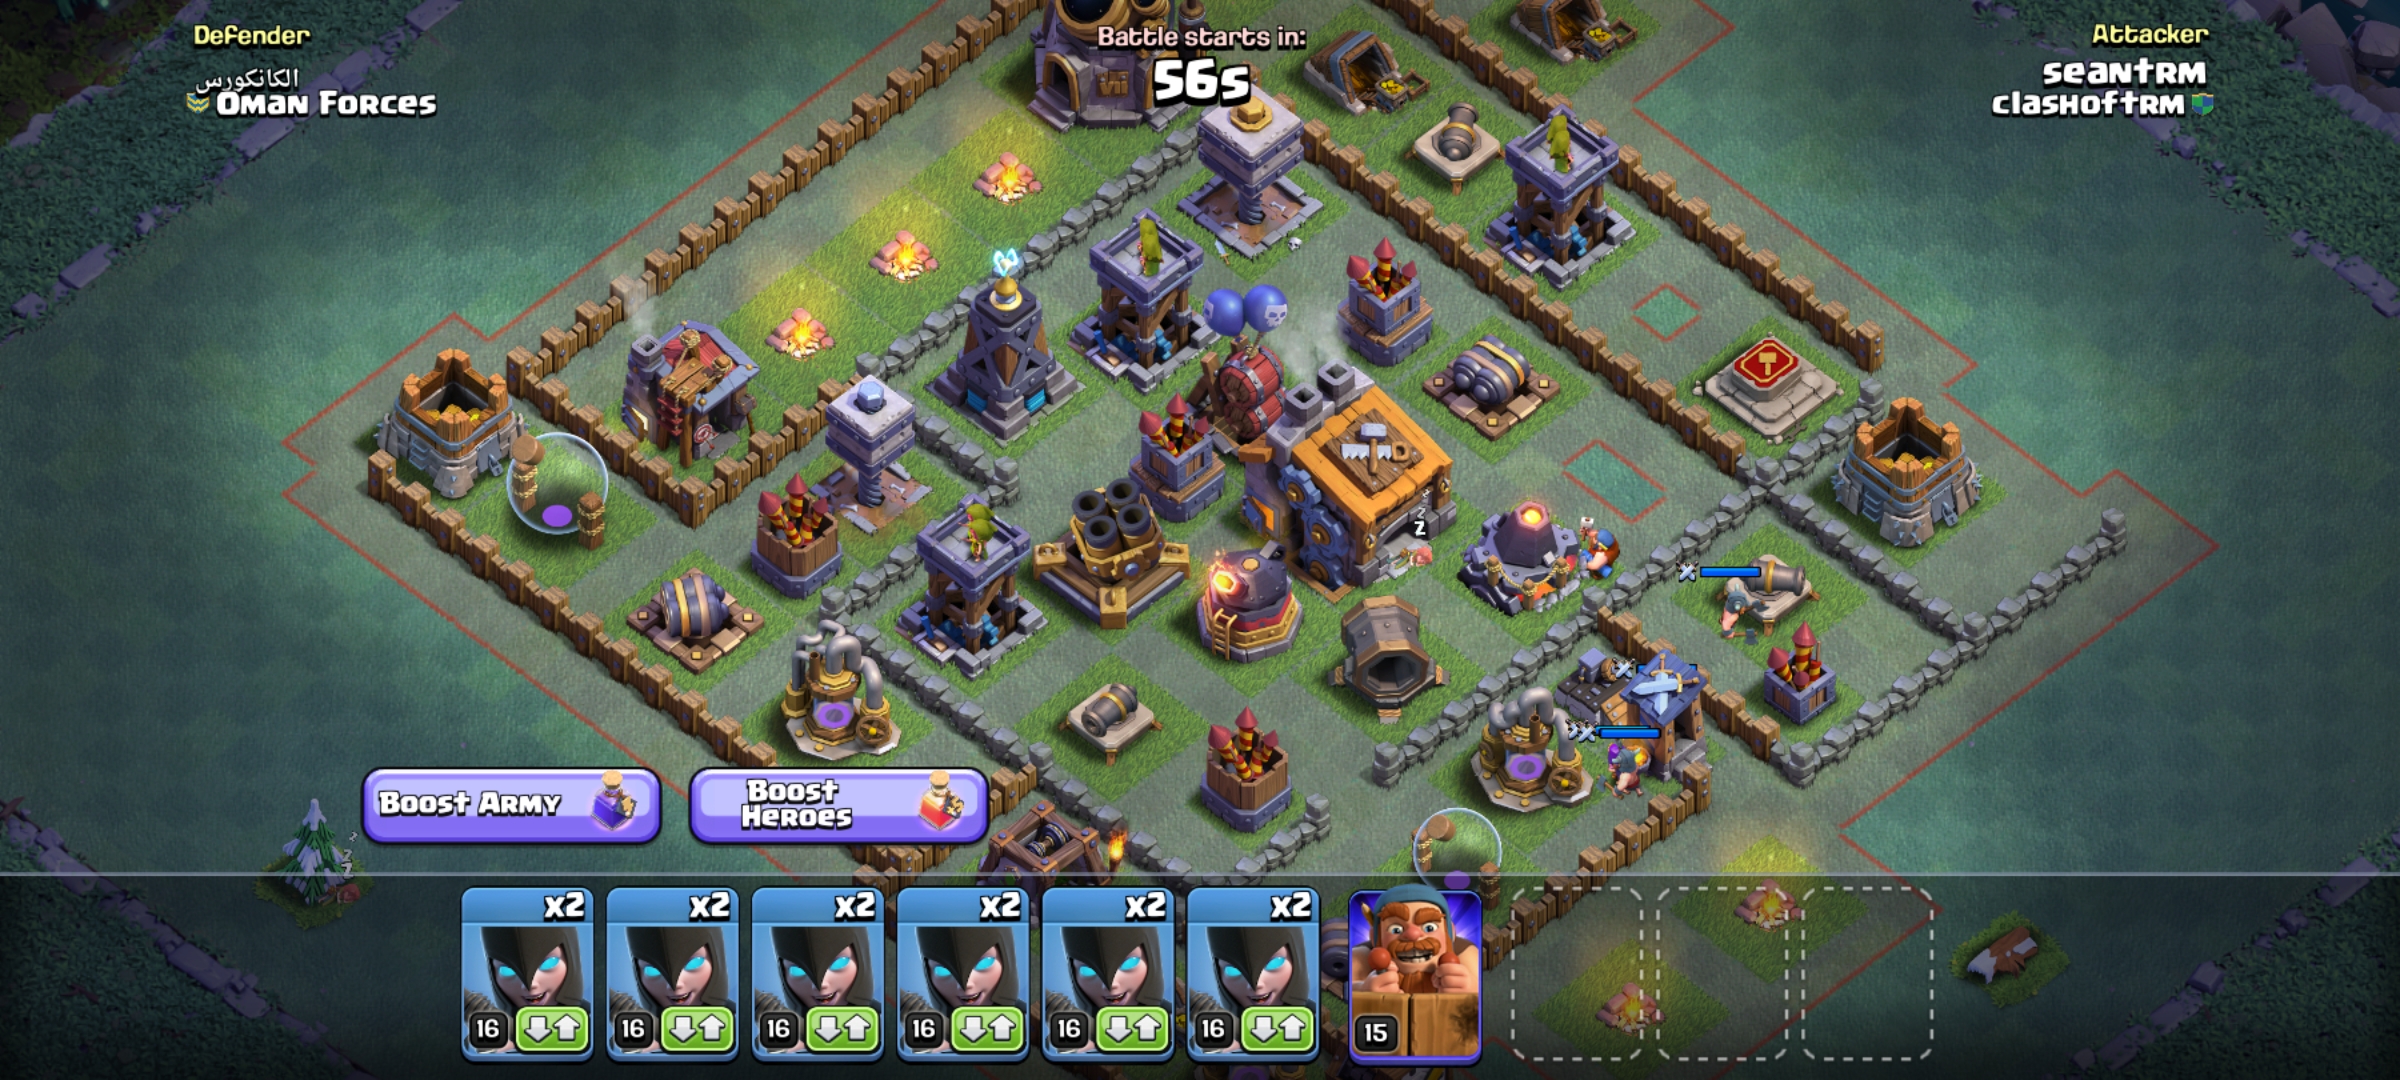 Defender
الكانكورس
Oman Forces
Battle starts in:
56s
Attacker
seantRM
clashoftRM
VII
z
z
z
Boost Army
Boost
Heroes
z
z
z
x2
x2
x2
x2
x2
x2
16
16
16
16
16
16
15